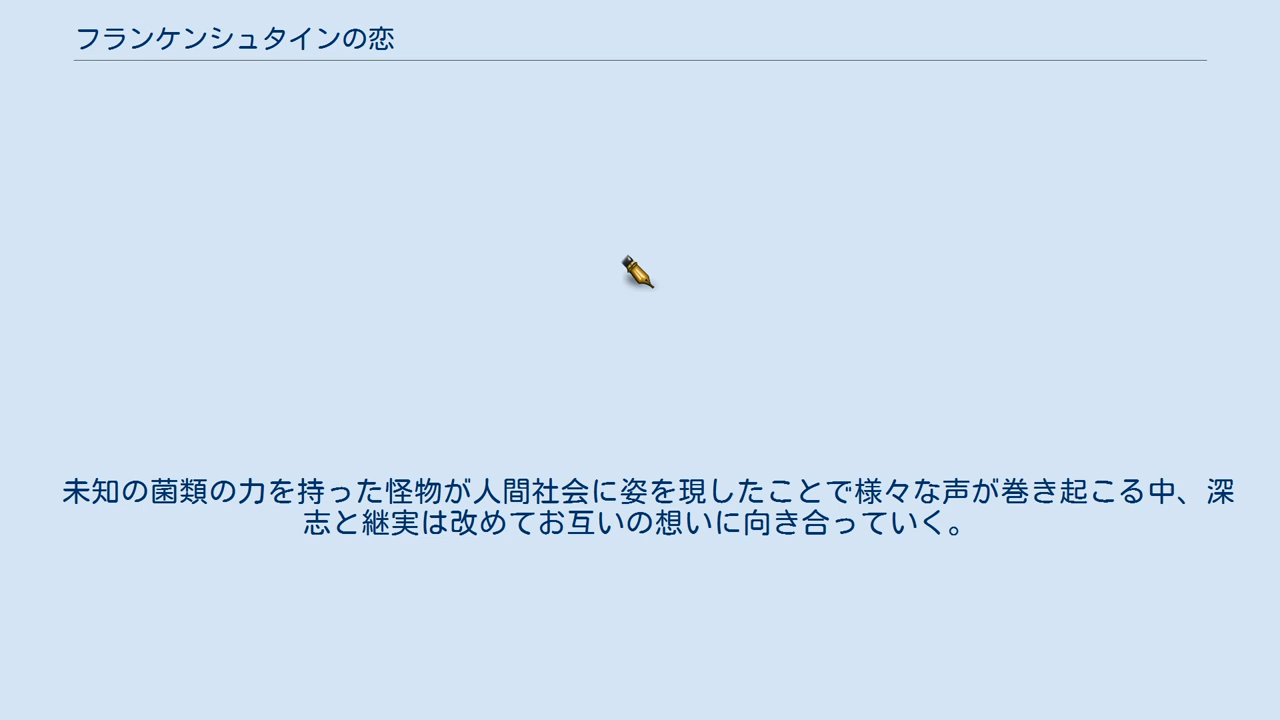 フランケンシュタインの恋
未知の菌類の力を持った怪物が人間社会に姿を現したことで様々な声が巻き起こる中、深
志と継実は改めてお互いの想いに向き合っていく。